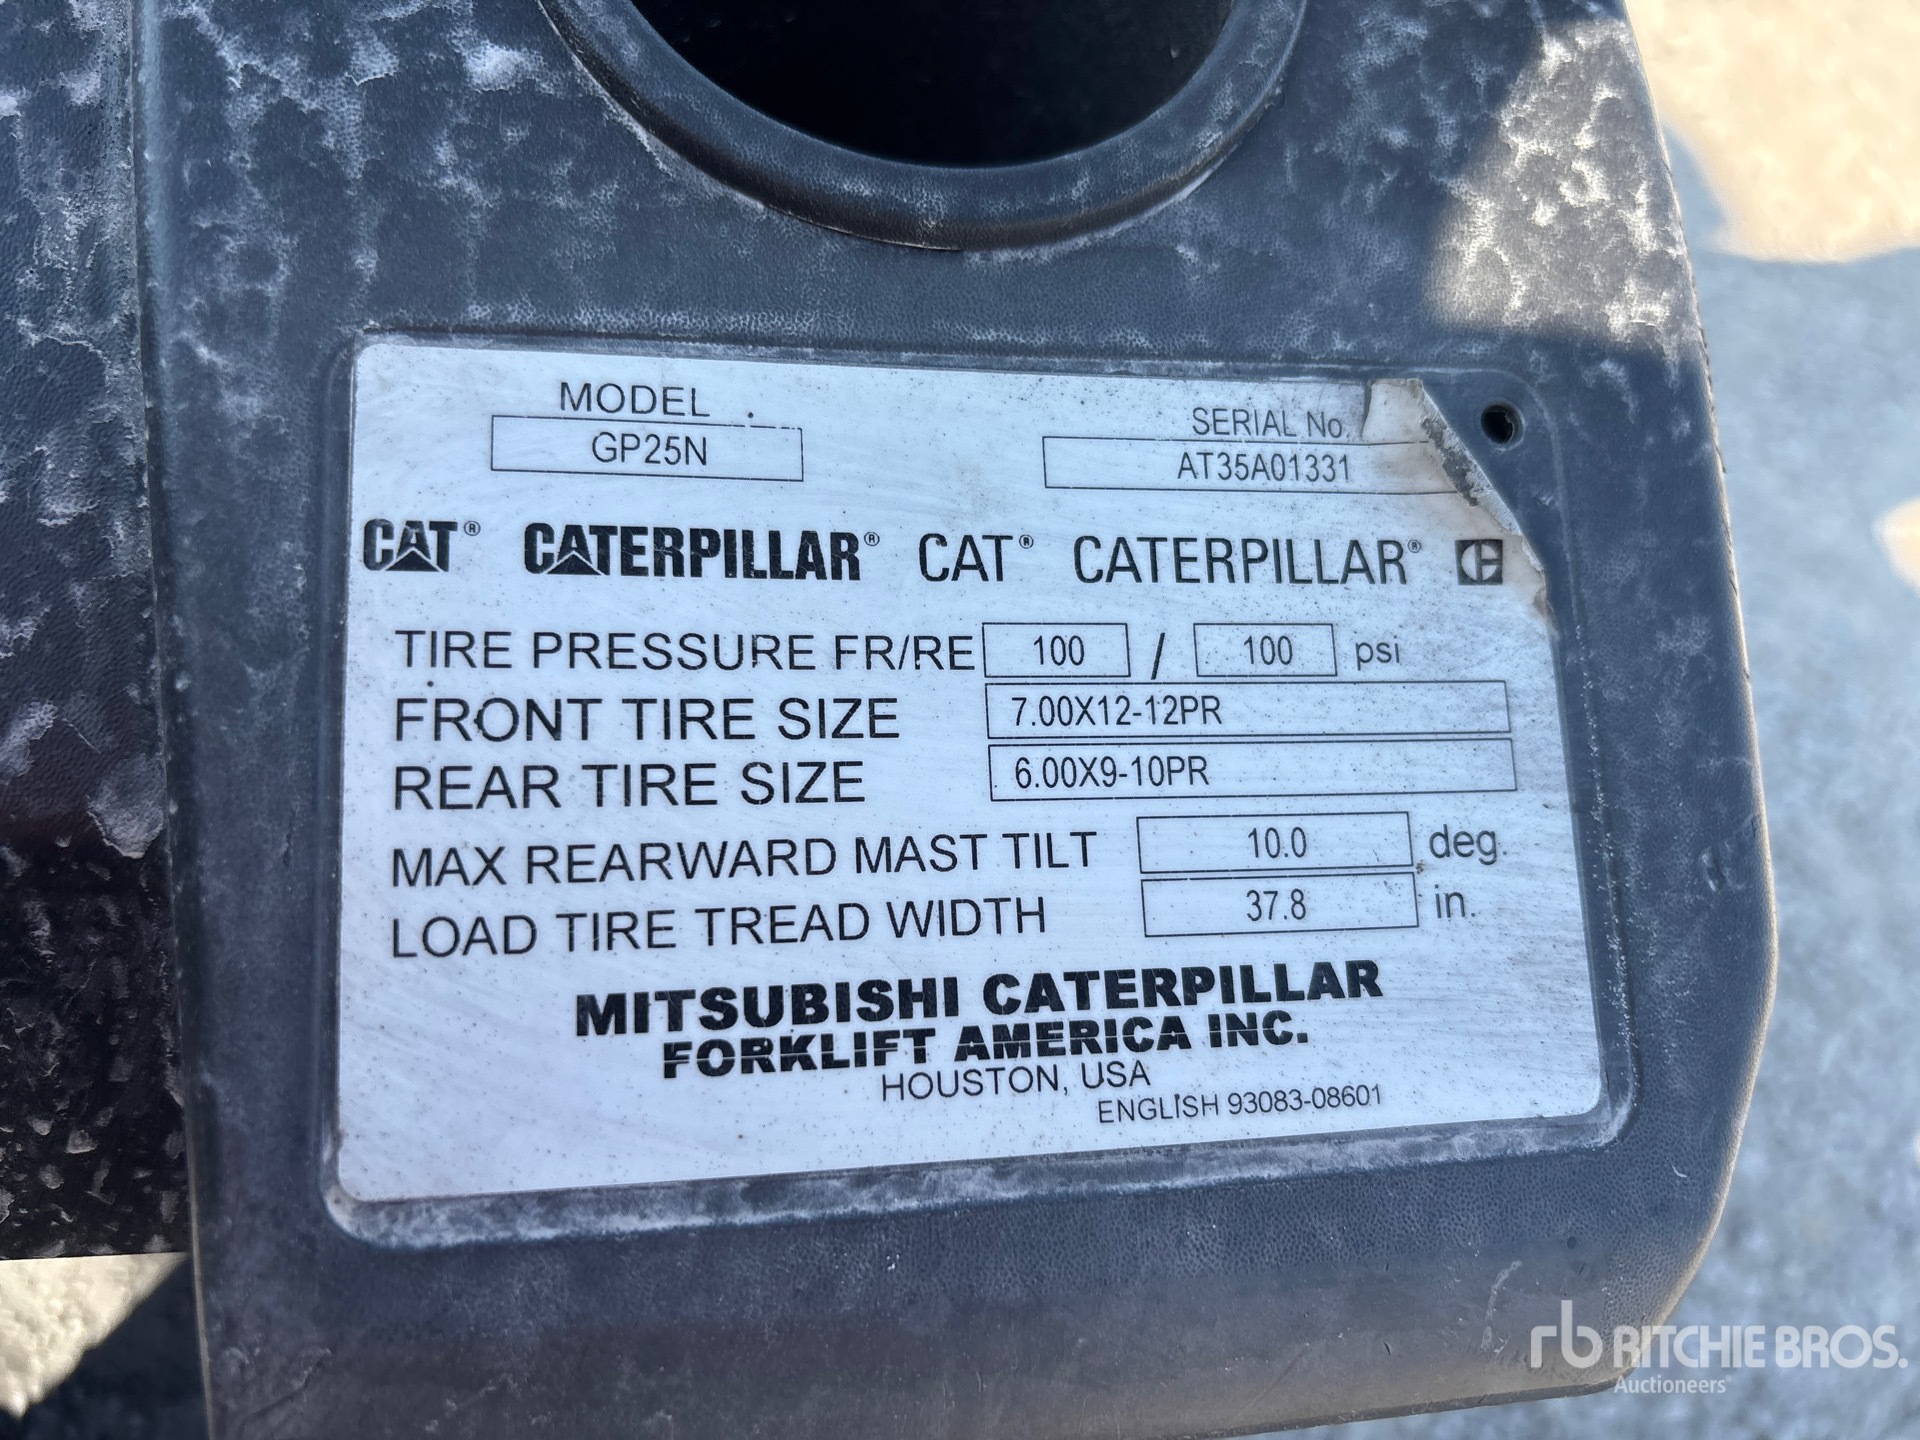 MODEL
GP25N
SERIAL No.
AT35A01331
CAT® CATERPILLAR® CAT® CATERPILLAR®
TIRE PRESSURE FR/RE 100 / 100 psi
FRONT TIRE SIZE 7.00X12-12PR
REAR TIRE SIZE 6.00X9-10PR
MAX REARWARD MAST TILT 10.0 deg.
LOAD TIRE TREAD WIDTH 37.8 in.
MITSUBISHI CATERPILLAR
FORKLIFT AMERICA INC.
HOUSTON, USA
ENGLISH 93083-08601
rb RITCHIE BROS.
Auctioneers